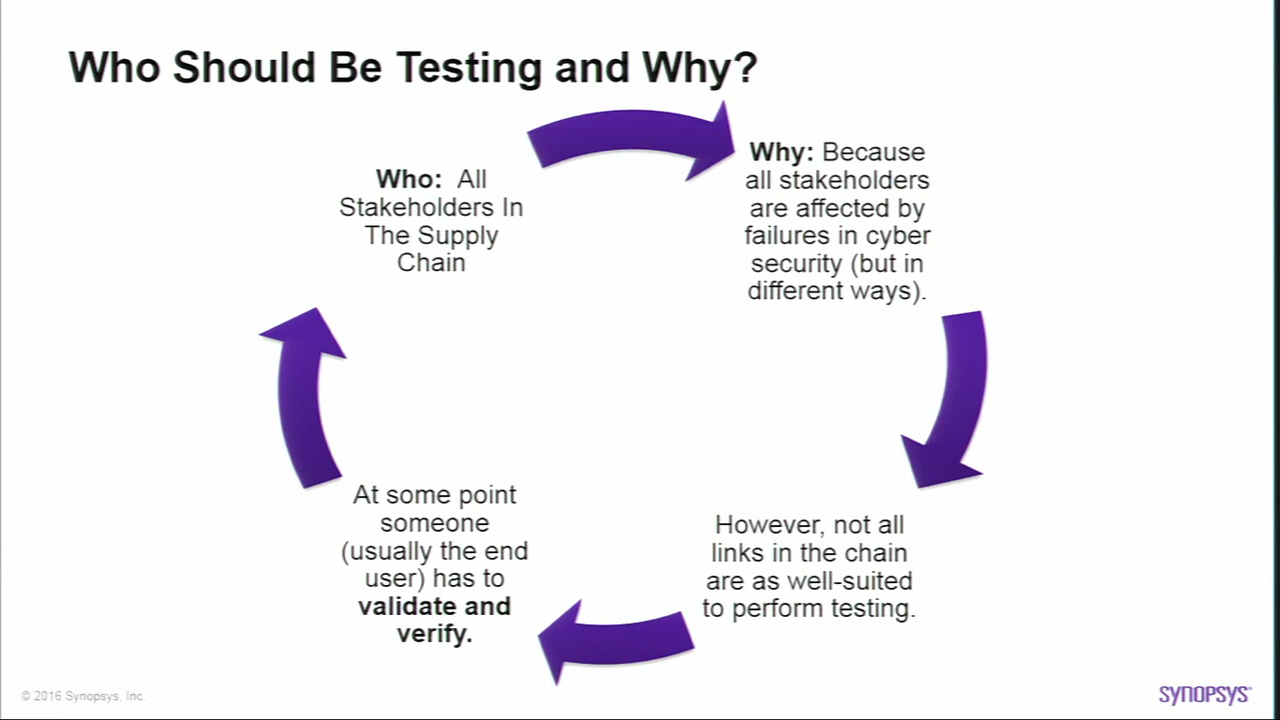 Who Should Be Testing and Why?
Who: All
Stakeholders In
The Supply
Chain
Why: Because
all stakeholders
are affected by
failures in cyber
security (but in
different ways).
However, not all
links in the chain
are as well-suited
to perform testing.
At some point
someone
(usually the end
user) has to
validate and
verify.
© 2016 Synopsys, Inc.
SYNOPSYS®